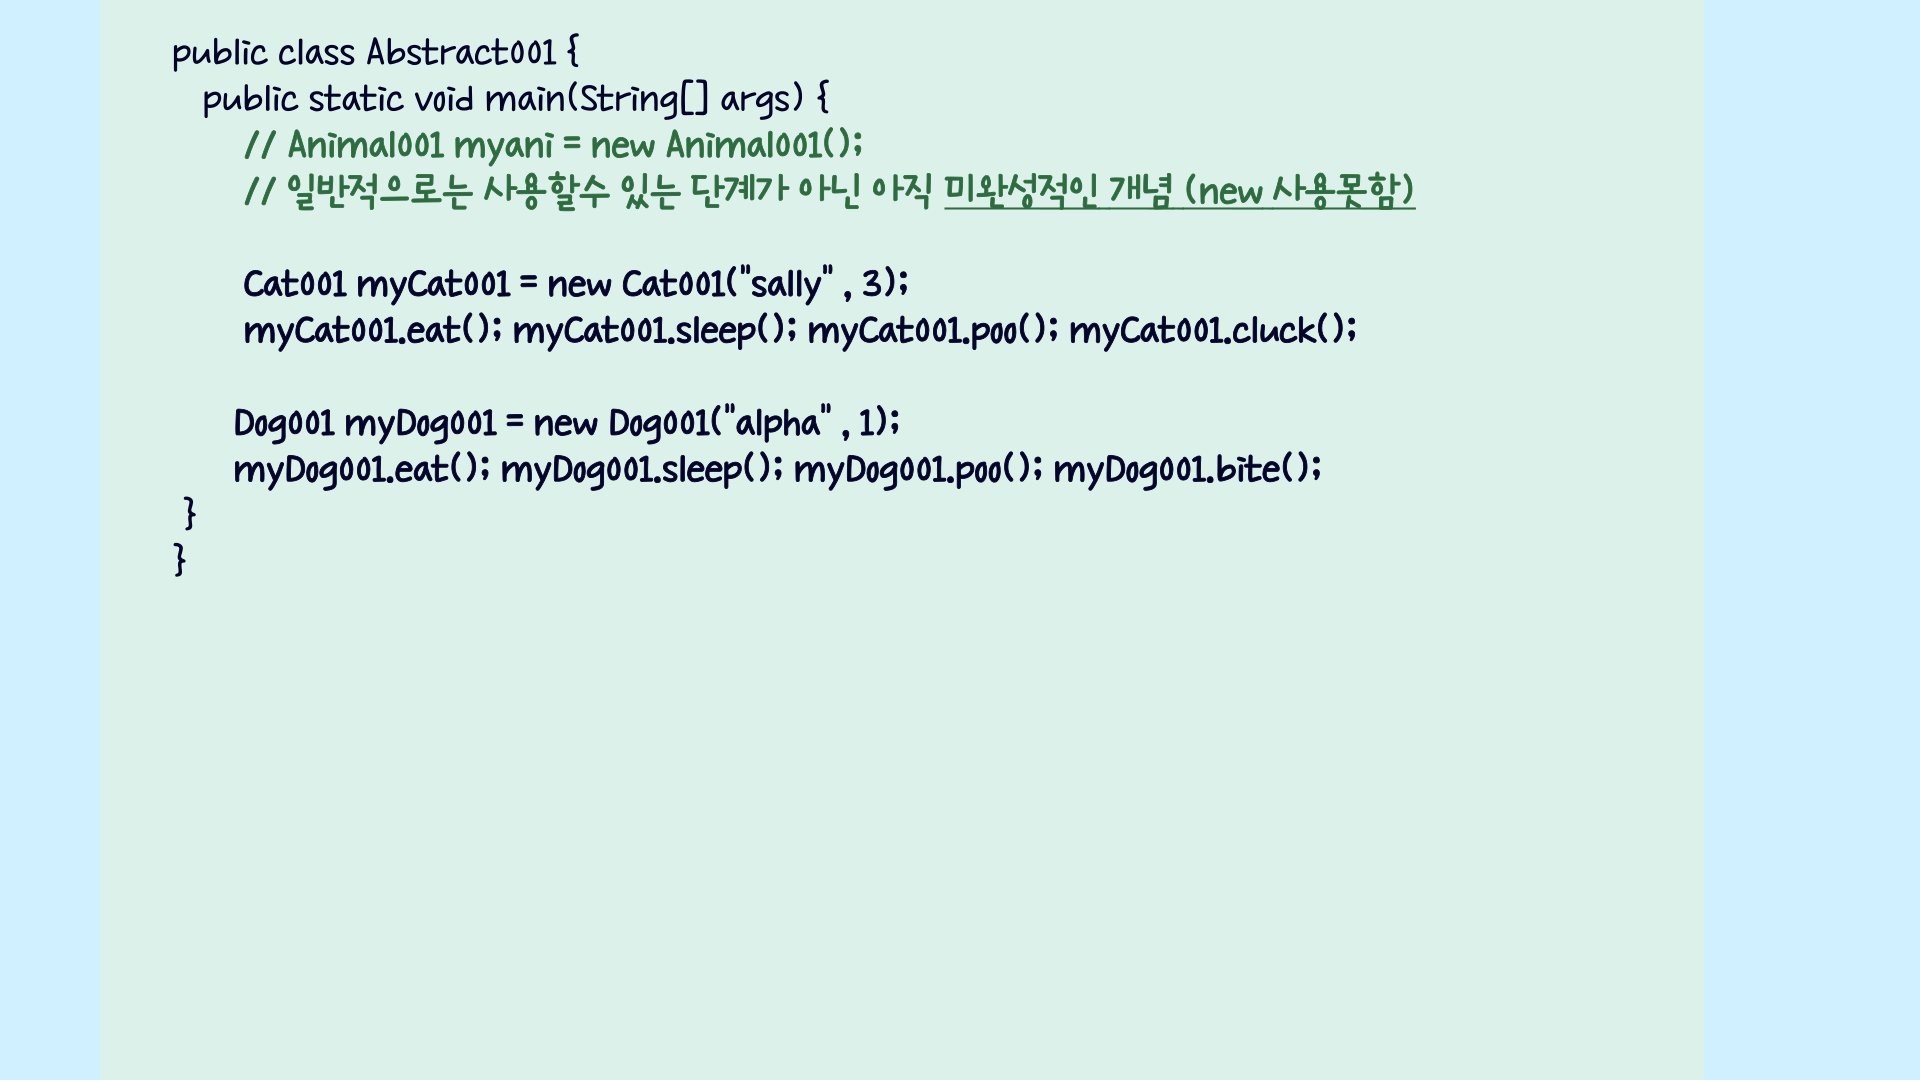 public class Abstract001 {
public static void main(String[] args) {
// Animal001 myani = new Animal001();
// 일반적으로는 사용할수 있는 단계가 아닌 아직 미완성적인 개념 (new 사용못함)
Cat001 myCat001 = new Cat001("sally" , 3);
myCat001.eat(); myCat001.sleep(); myCat001.poo(); myCat001.cluck();
Dog001 myDog001 = new Dog001("alpha" , 1);
myDog001.eat(); myDog001.sleep(); myDog001.poo(); myDog001.bite();
}
}